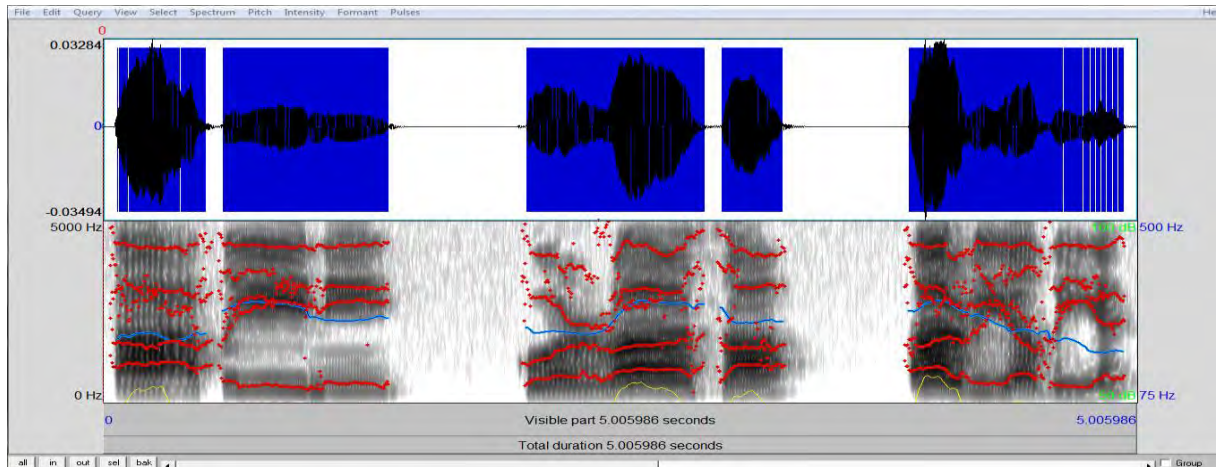 File Edit Query View Select Spectrum Pitch Intensity Formant Pulses He
0
0.03284
0
-0.03494
5000 Hz 500 Hz
0 Hz 75 Hz
0 Visible part 5.005986 seconds 5.005986
Total duration 5.005986 seconds
all in out sel bak Group